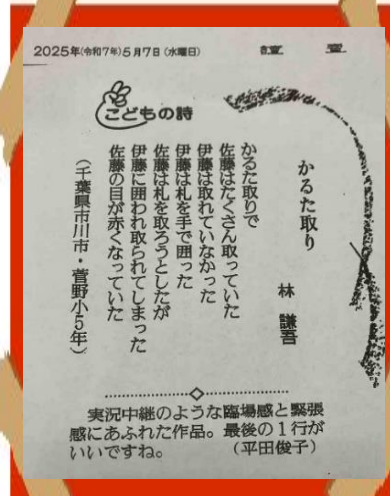 2025年(令和7年)5月7日(水曜日)
こどもの詩
かるた取り
林 謙吾
かるた取りで
佐藤はたくさん取っていた
伊藤は取れていなかった
伊藤は札を手で囲った
佐藤は札を取ろうとしたが
伊藤に囲われ取られてしまった
佐藤の目が赤くなっていた
(千葉県市川市・菅野小5年)
実況中継のような臨場感と緊張
感にあふれた作品。最後の1行が
いいですね。 (平田俊子)